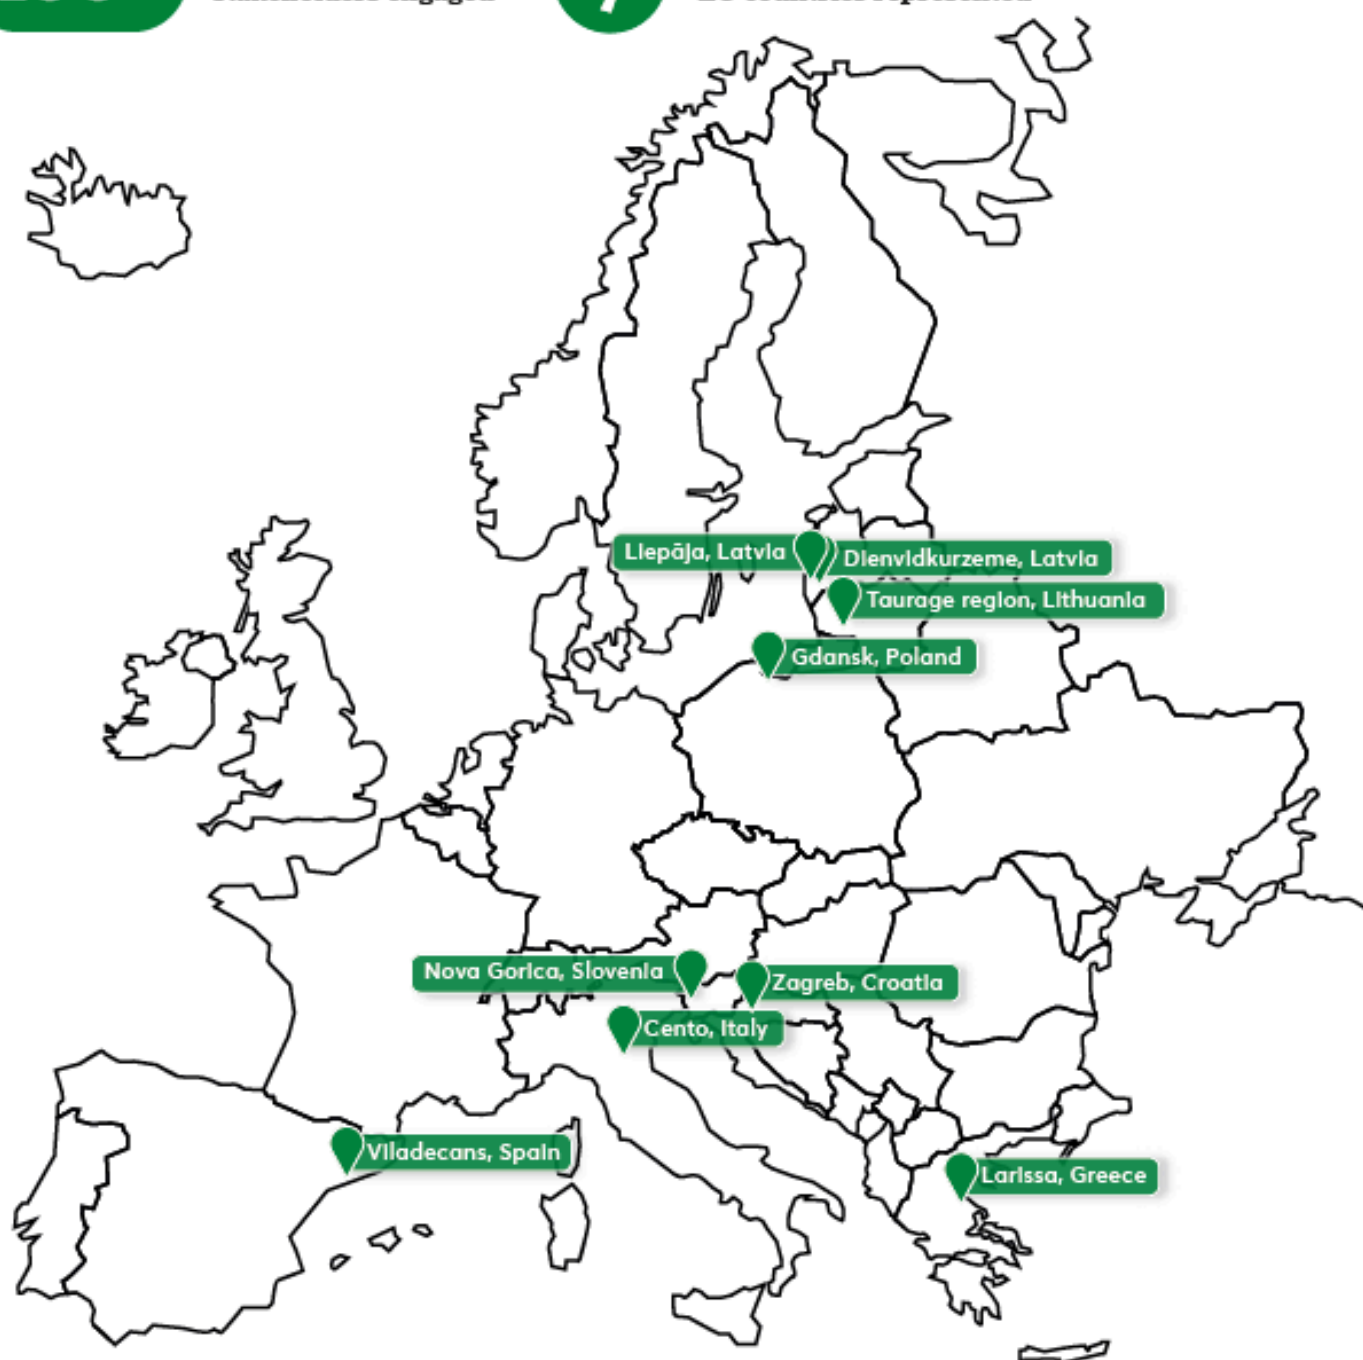 Liepāja, Latvia
Dienvidkurzeme, Latvia
Taurage region, Lithuania
Gdansk, Poland
Nova Gorica, Slovenia
Zagreb, Croatia
Cento, Italy
Viladecans, Spain
Larissa, Greece